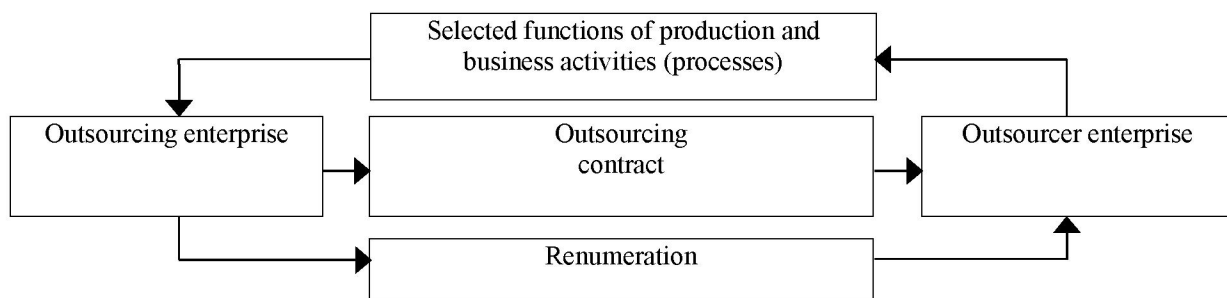 Selected functions of production and
business activities (processes)
Outsourcing enterprise
Outsourcing
contract
Outsourcer enterprise
Renumeration